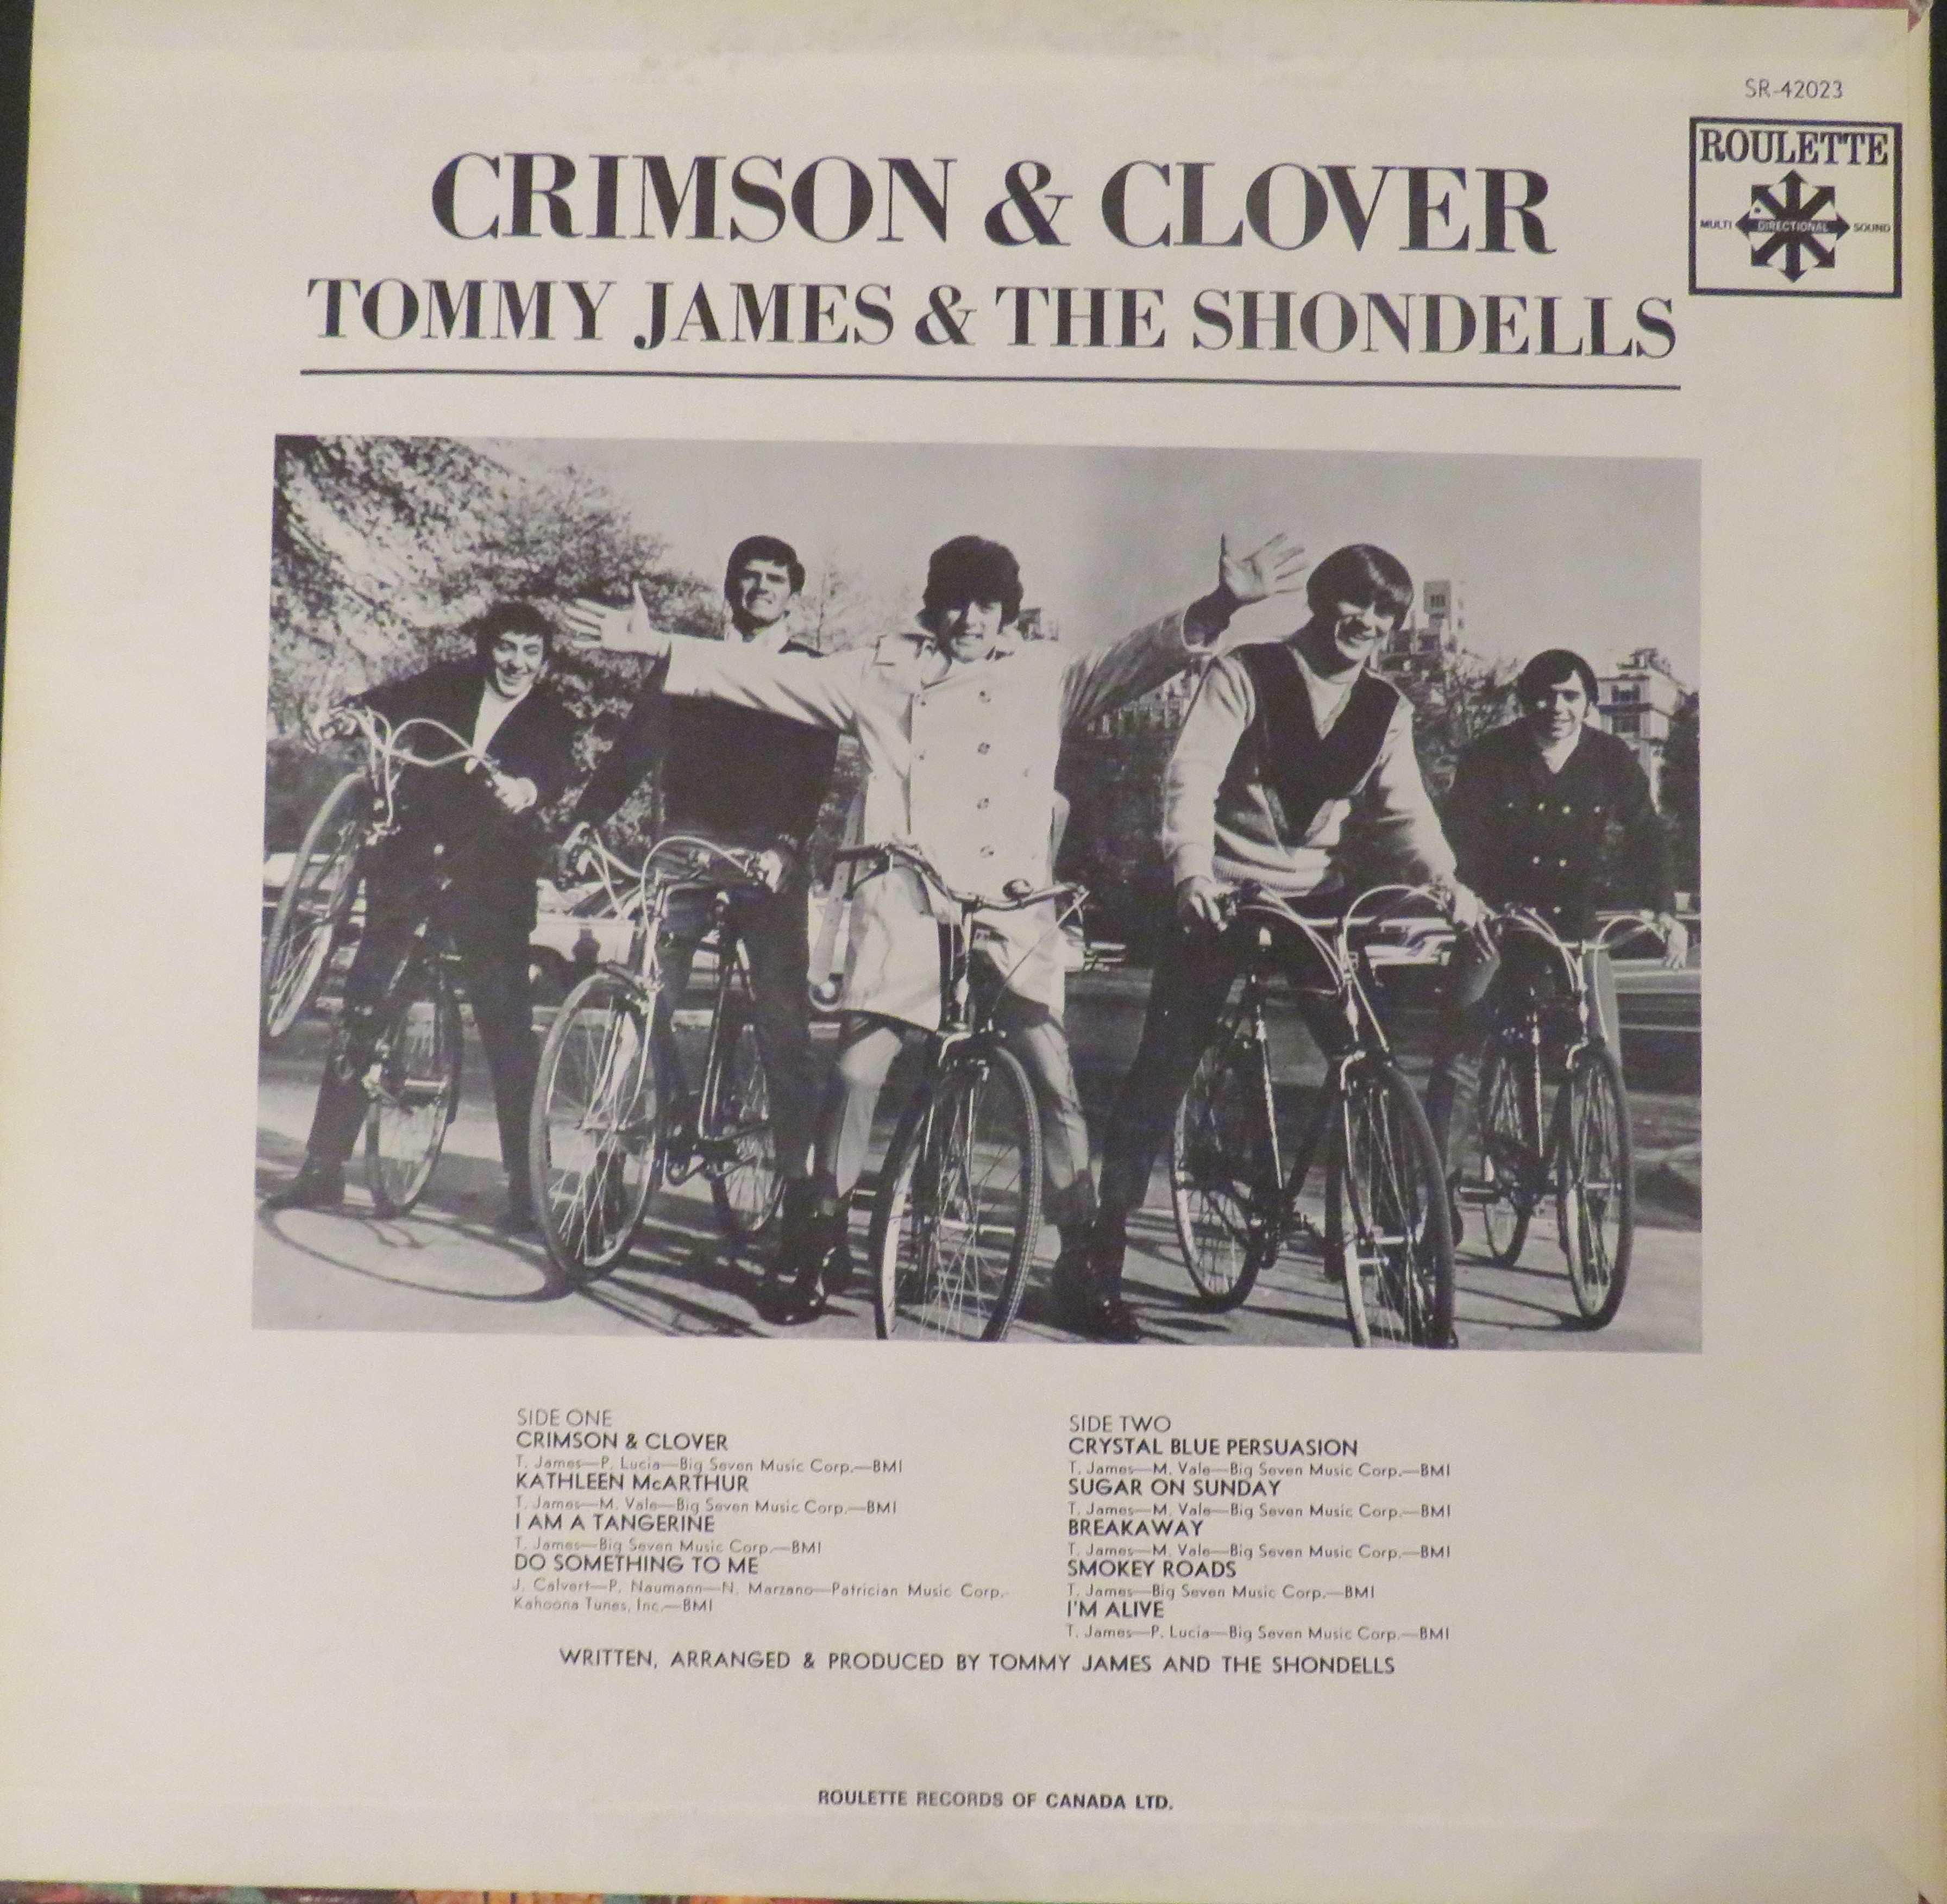 SR-42023
ROULETTE
MULTI DIRECTIONAL SOUND
CRIMSON & CLOVER
TOMMY JAMES & THE SHONDELLS
SIDE ONE
CRIMSON & CLOVER
T. James—P. Lucia—Big Seven Music Corp.—BMI
KATHLEEN McARTHUR
T. James—M. Vale—Big Seven Music Corp.—BMI
I AM A TANGERINE
T. James—Big Seven Music Corp.—BMI
DO SOMETHING TO ME
J. Calvert—P. Naumann—N. Marzano—Patrician Music Corp.-
Kahoona Tunes, Inc.—BMI
SIDE TWO
CRYSTAL BLUE PERSUASION
T. James—M. Vale—Big Seven Music Corp.—BMI
SUGAR ON SUNDAY
T. James—M. Vale—Big Seven Music Corp.—BMI
BREAKAWAY
T. James—M. Vale—Big Seven Music Corp.—BMI
SMOKEY ROADS
T. James—Big Seven Music Corp.—BMI
I'M ALIVE
T. James—P. Lucia—Big Seven Music Corp.—BMI
WRITTEN, ARRANGED & PRODUCED BY TOMMY JAMES AND THE SHONDELLS
ROULETTE RECORDS OF CANADA LTD.